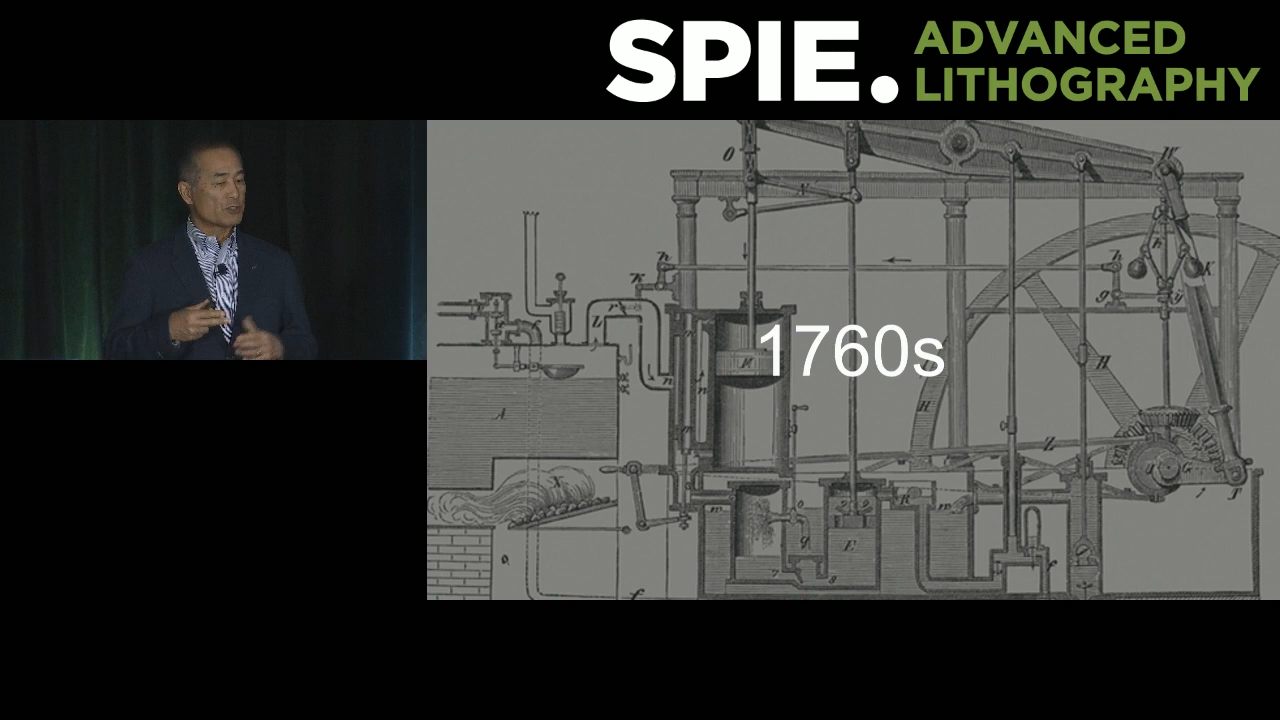 SPIE. ADVANCED
LITHOGRAPHY
1760s
O
W
N
h
h
h
K
k
g
y
L
r
n
M
n
H
H
A
Z
m
X
G
T
R
m
o
q
E
f
f